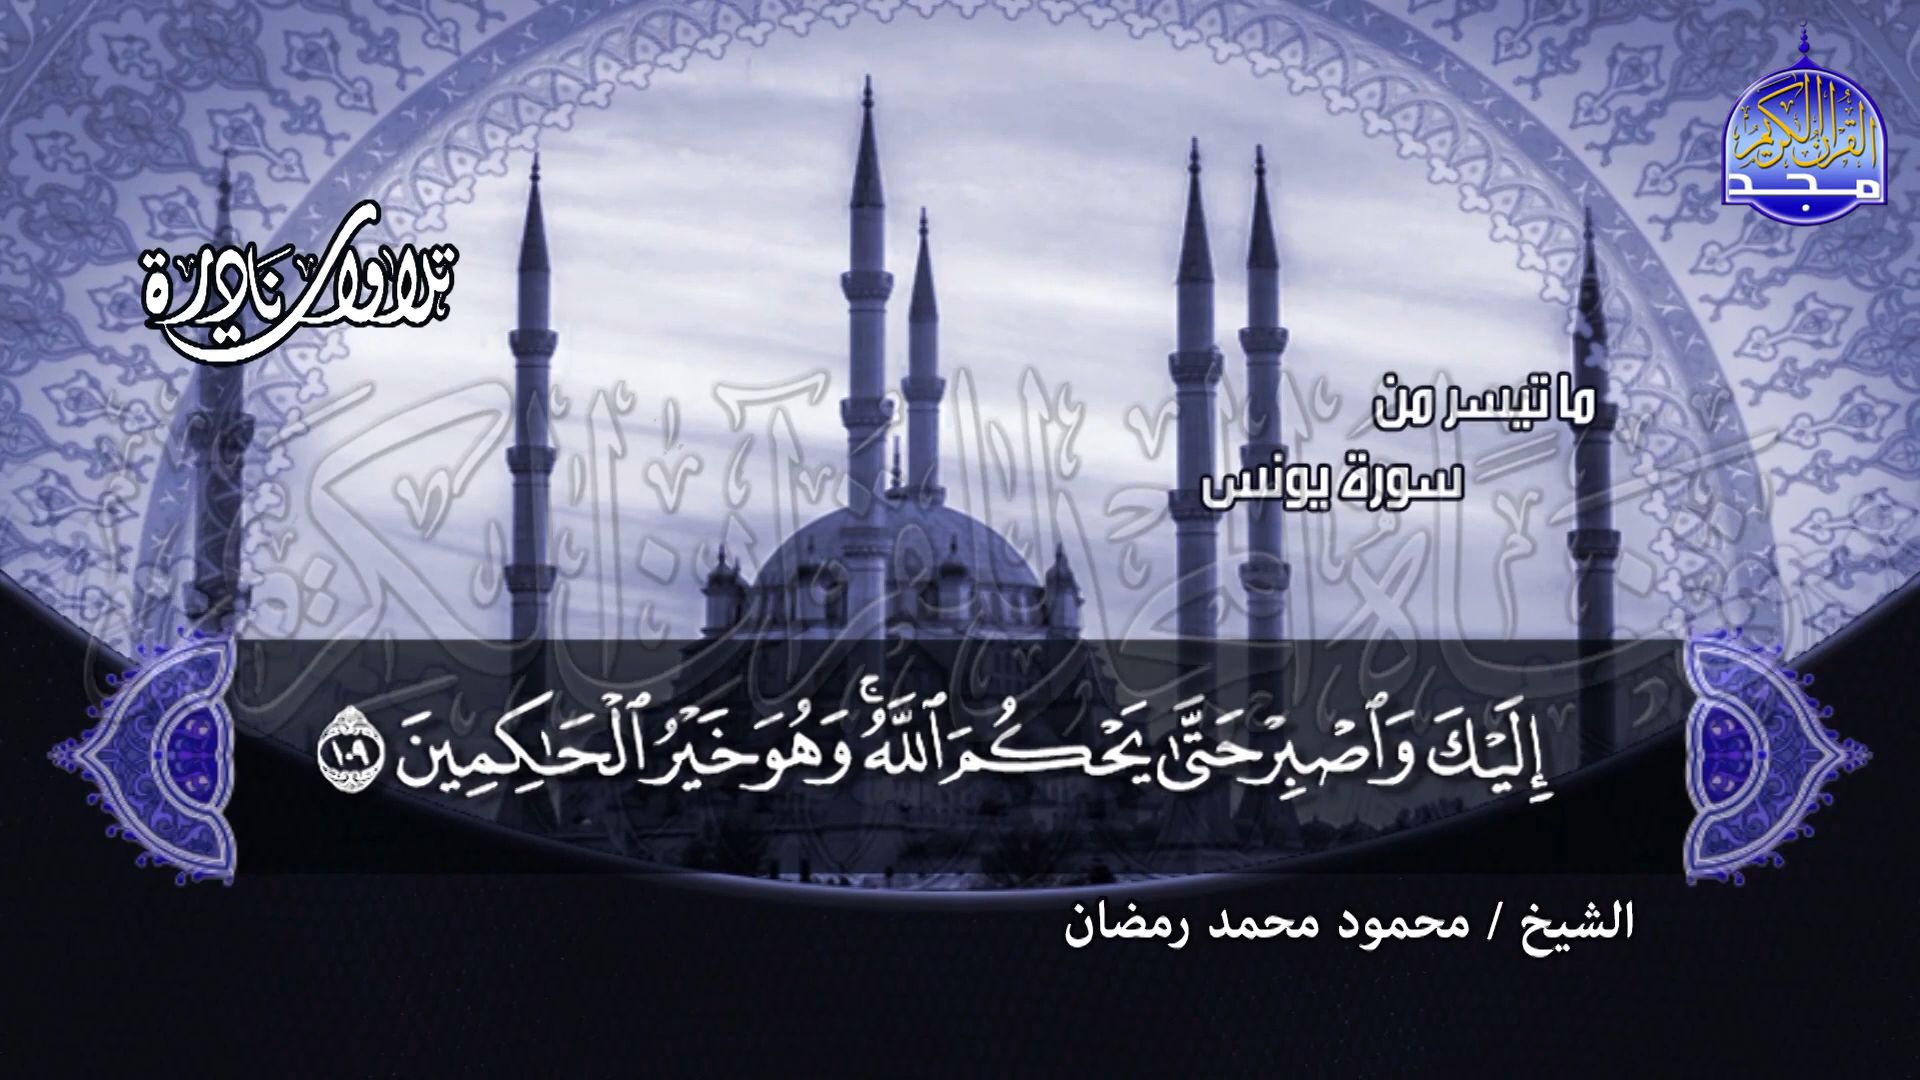 القرآن الكريم
مجد
تلاوات نادرة
ما تيسر من
سورة يونس
إِلَيْكَ وَٱصْبِرْ حَتَّىٰ يَحْكُمَ ٱللَّهُ ۚ وَهُوَ خَيْرُ ٱلْحَـٰكِمِينَ ١٠٩
الشيخ / محمود محمد رمضان